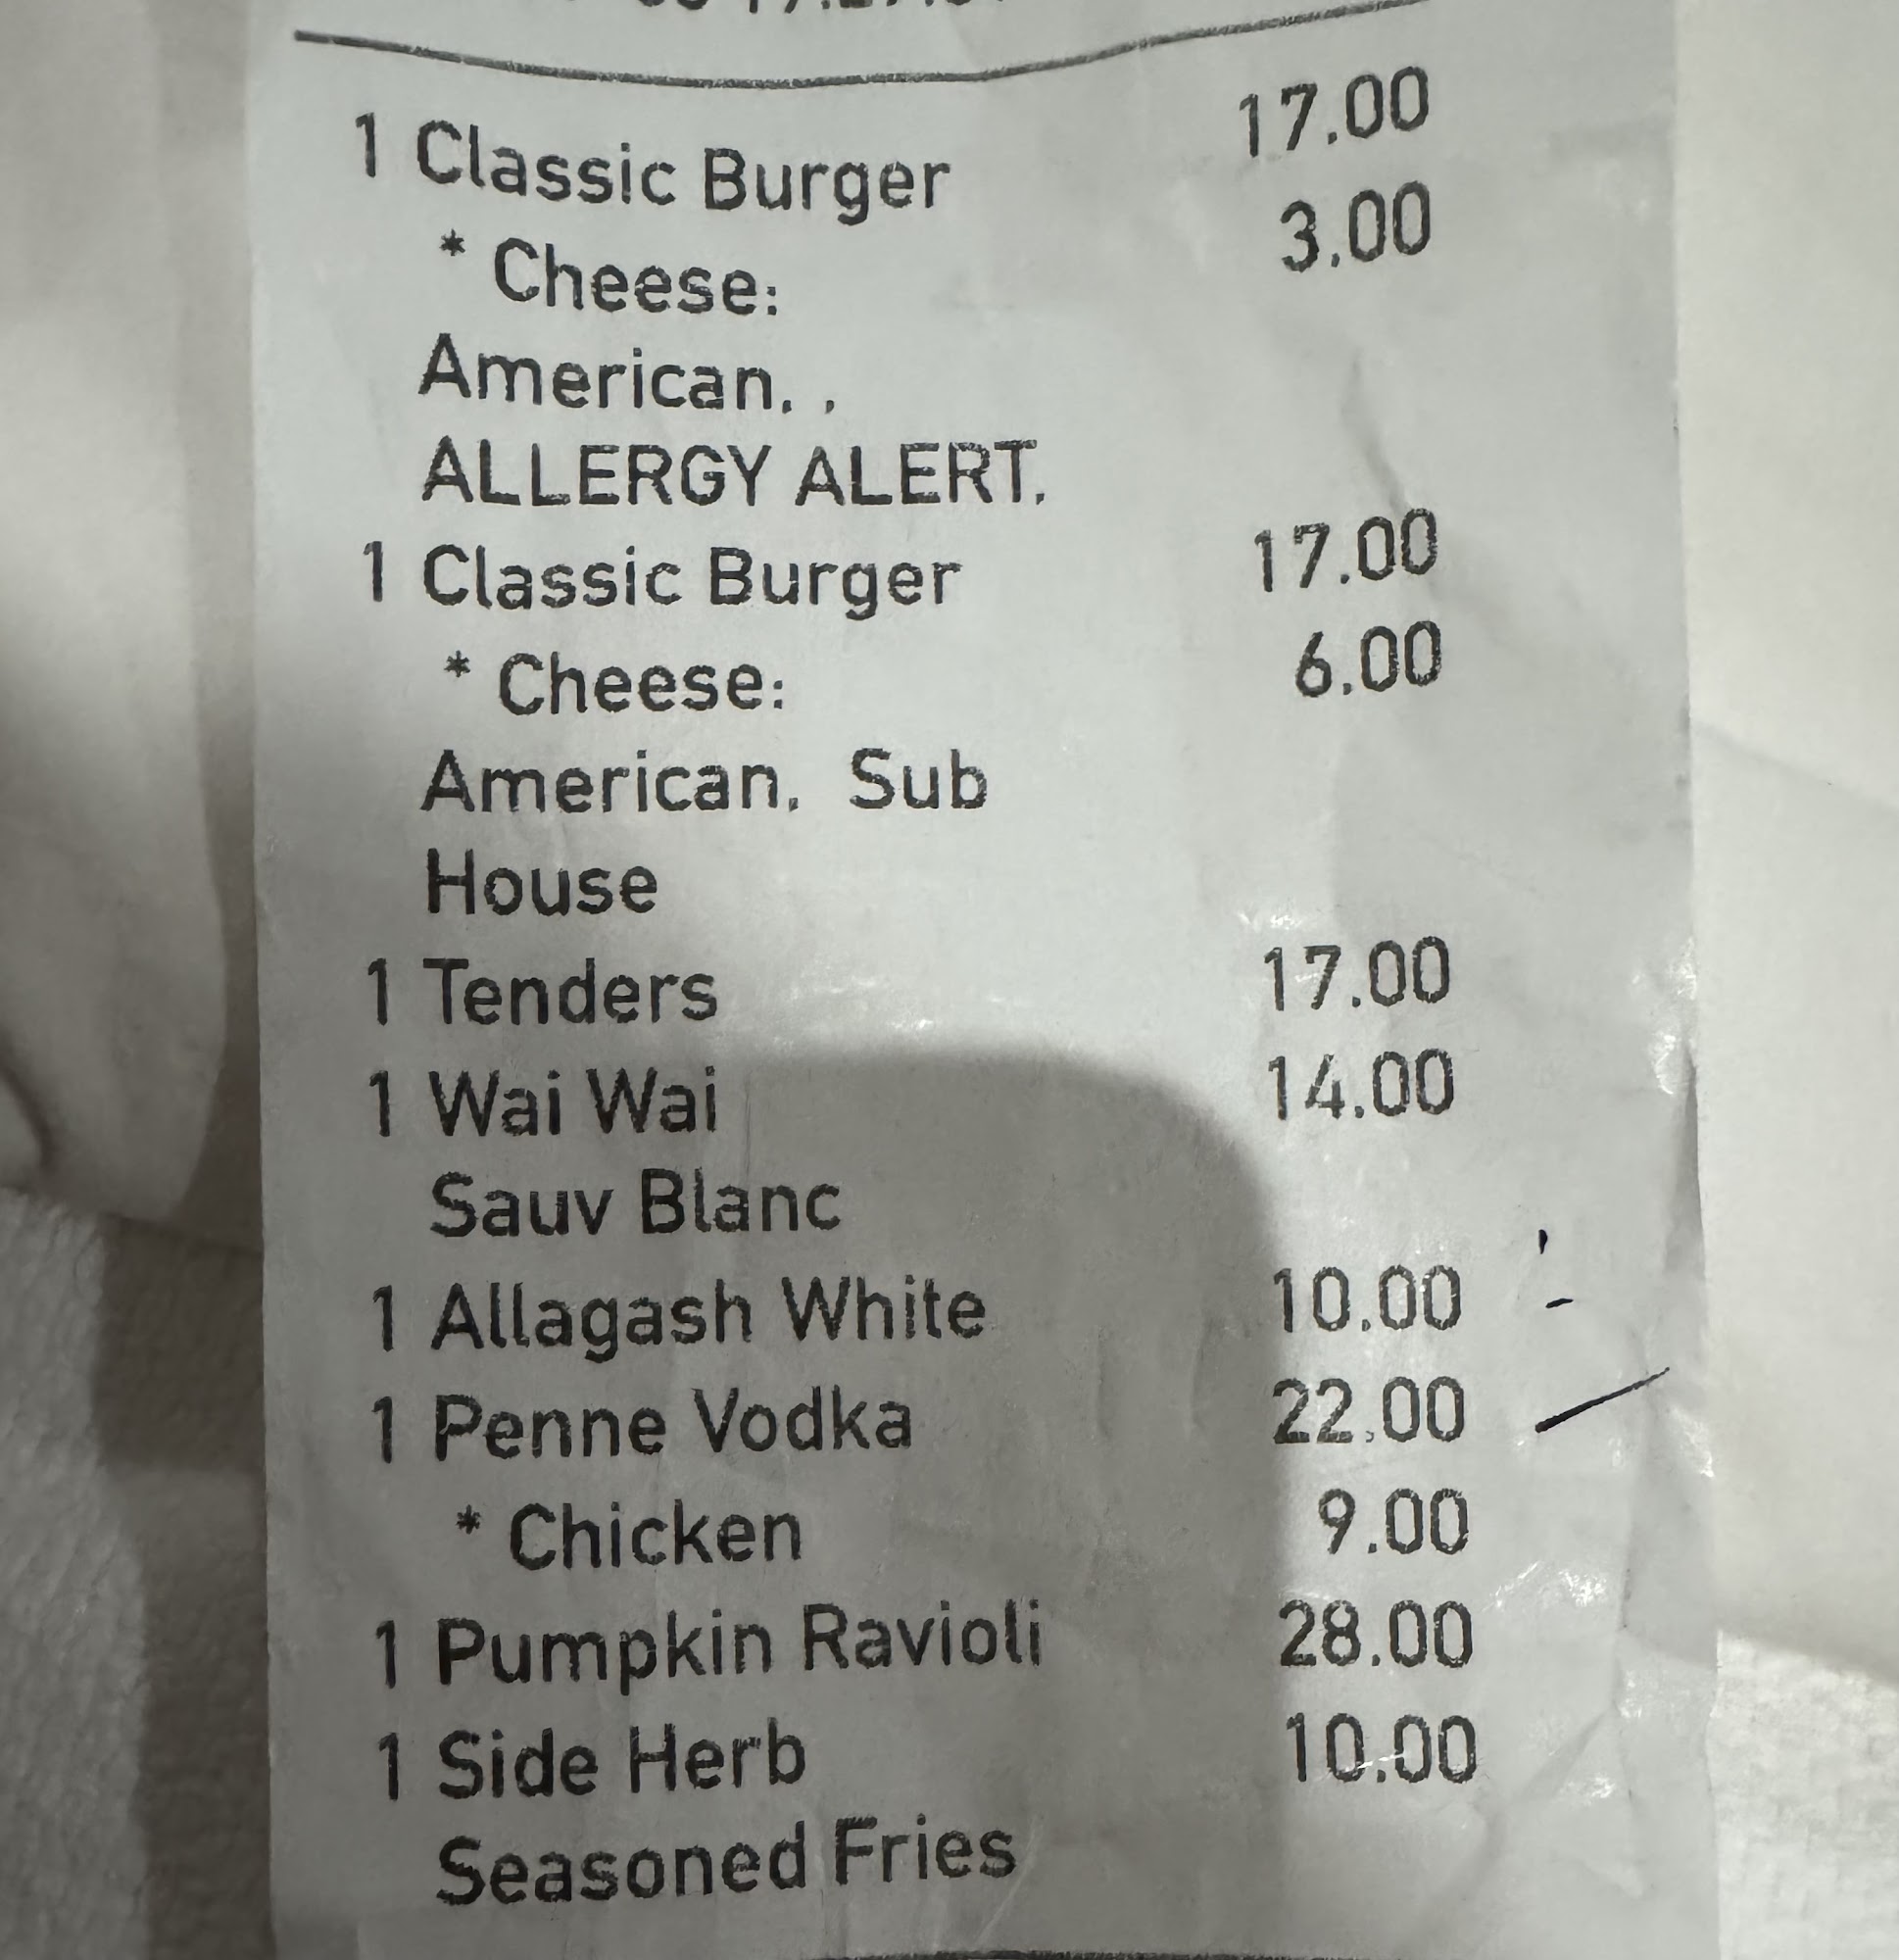 1 Classic Burger 17.00
* Cheese: 3.00
American. .
ALLERGY ALERT.
1 Classic Burger 17.00
* Cheese: 6.00
American. Sub
House
1 Tenders 17.00
1 Wai Wai 14.00
Sauv Blanc
1 Allagash White 10.00
1 Penne Vodka 22.00
* Chicken 9.00
1 Pumpkin Ravioli 28.00
1 Side Herb 10.00
Seasoned Fries